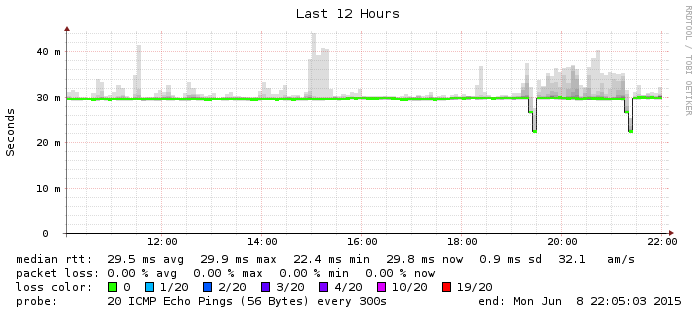 Last 12 Hours
RRDTOOL / TOBI OETIKER
Seconds
40 m
30 m
20 m
10 m
0
12:00 14:00 16:00 18:00 20:00 22:00
median rtt: 29.5 ms avg 29.9 ms max 22.4 ms min 29.8 ms now 0.9 ms sd 32.1 am/s
packet loss: 0.00 % avg 0.00 % max 0.00 % min 0.00 % now
loss color: 0 1/20 2/20 3/20 4/20 10/20 19/20
probe: 20 ICMP Echo Pings (56 Bytes) every 300s end: Mon Jun 8 22:05:03 2015